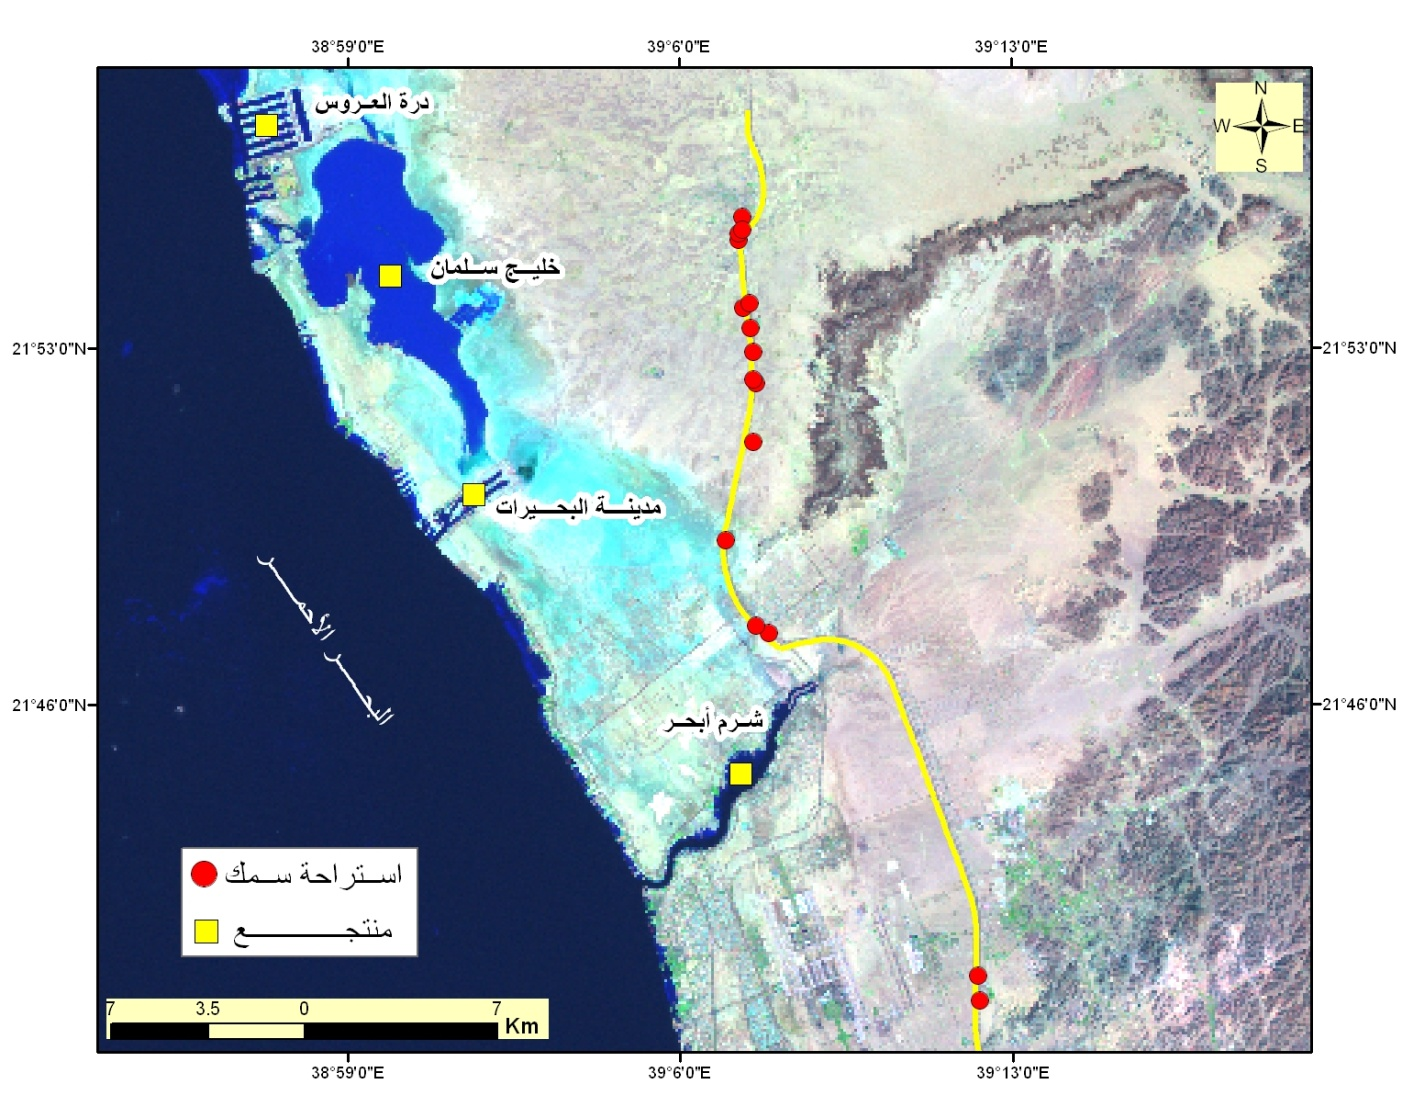 38°59'0"E
39°6'0"E
39°13'0"E
درة العروس
N
W
E
S
خليج سلمان
21°53'0"N
21°53'0"N
مدينة البحيرات
البحر الأحمر
21°46'0"N
21°46'0"N
شرم أبحر
استراحة سمك
منتجع
7 3.5 0 7
Km
38°59'0"E
39°6'0"E
39°13'0"E